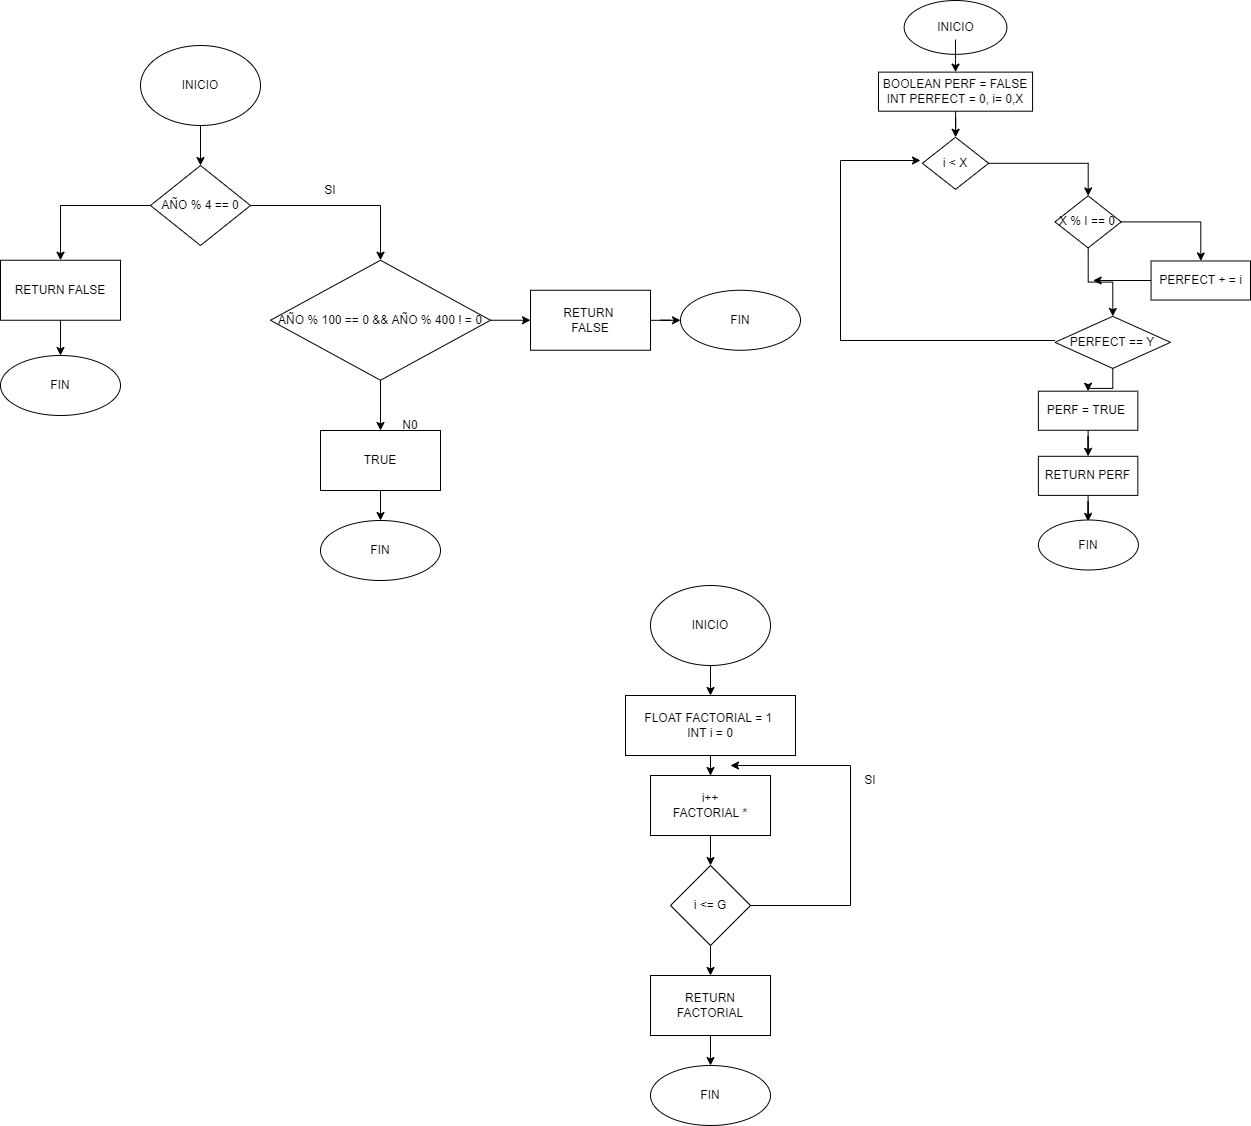 INICIO
AÑO % 4 == 0
SI
RETURN FALSE
FIN
AÑO % 100 == 0 && AÑO % 400 ! = 0
RETURN
FALSE
FIN
N0
TRUE
FIN
INICIO
BOOLEAN PERF = FALSE
INT PERFECT = 0, i= 0,X
i < X
X % I == 0
PERFECT + = i
PERFECT == Y
PERF = TRUE
RETURN PERF
FIN
INICIO
FLOAT FACTORIAL = 1
INT i = 0
SI
i++
FACTORIAL *
i <= G
RETURN
FACTORIAL
FIN